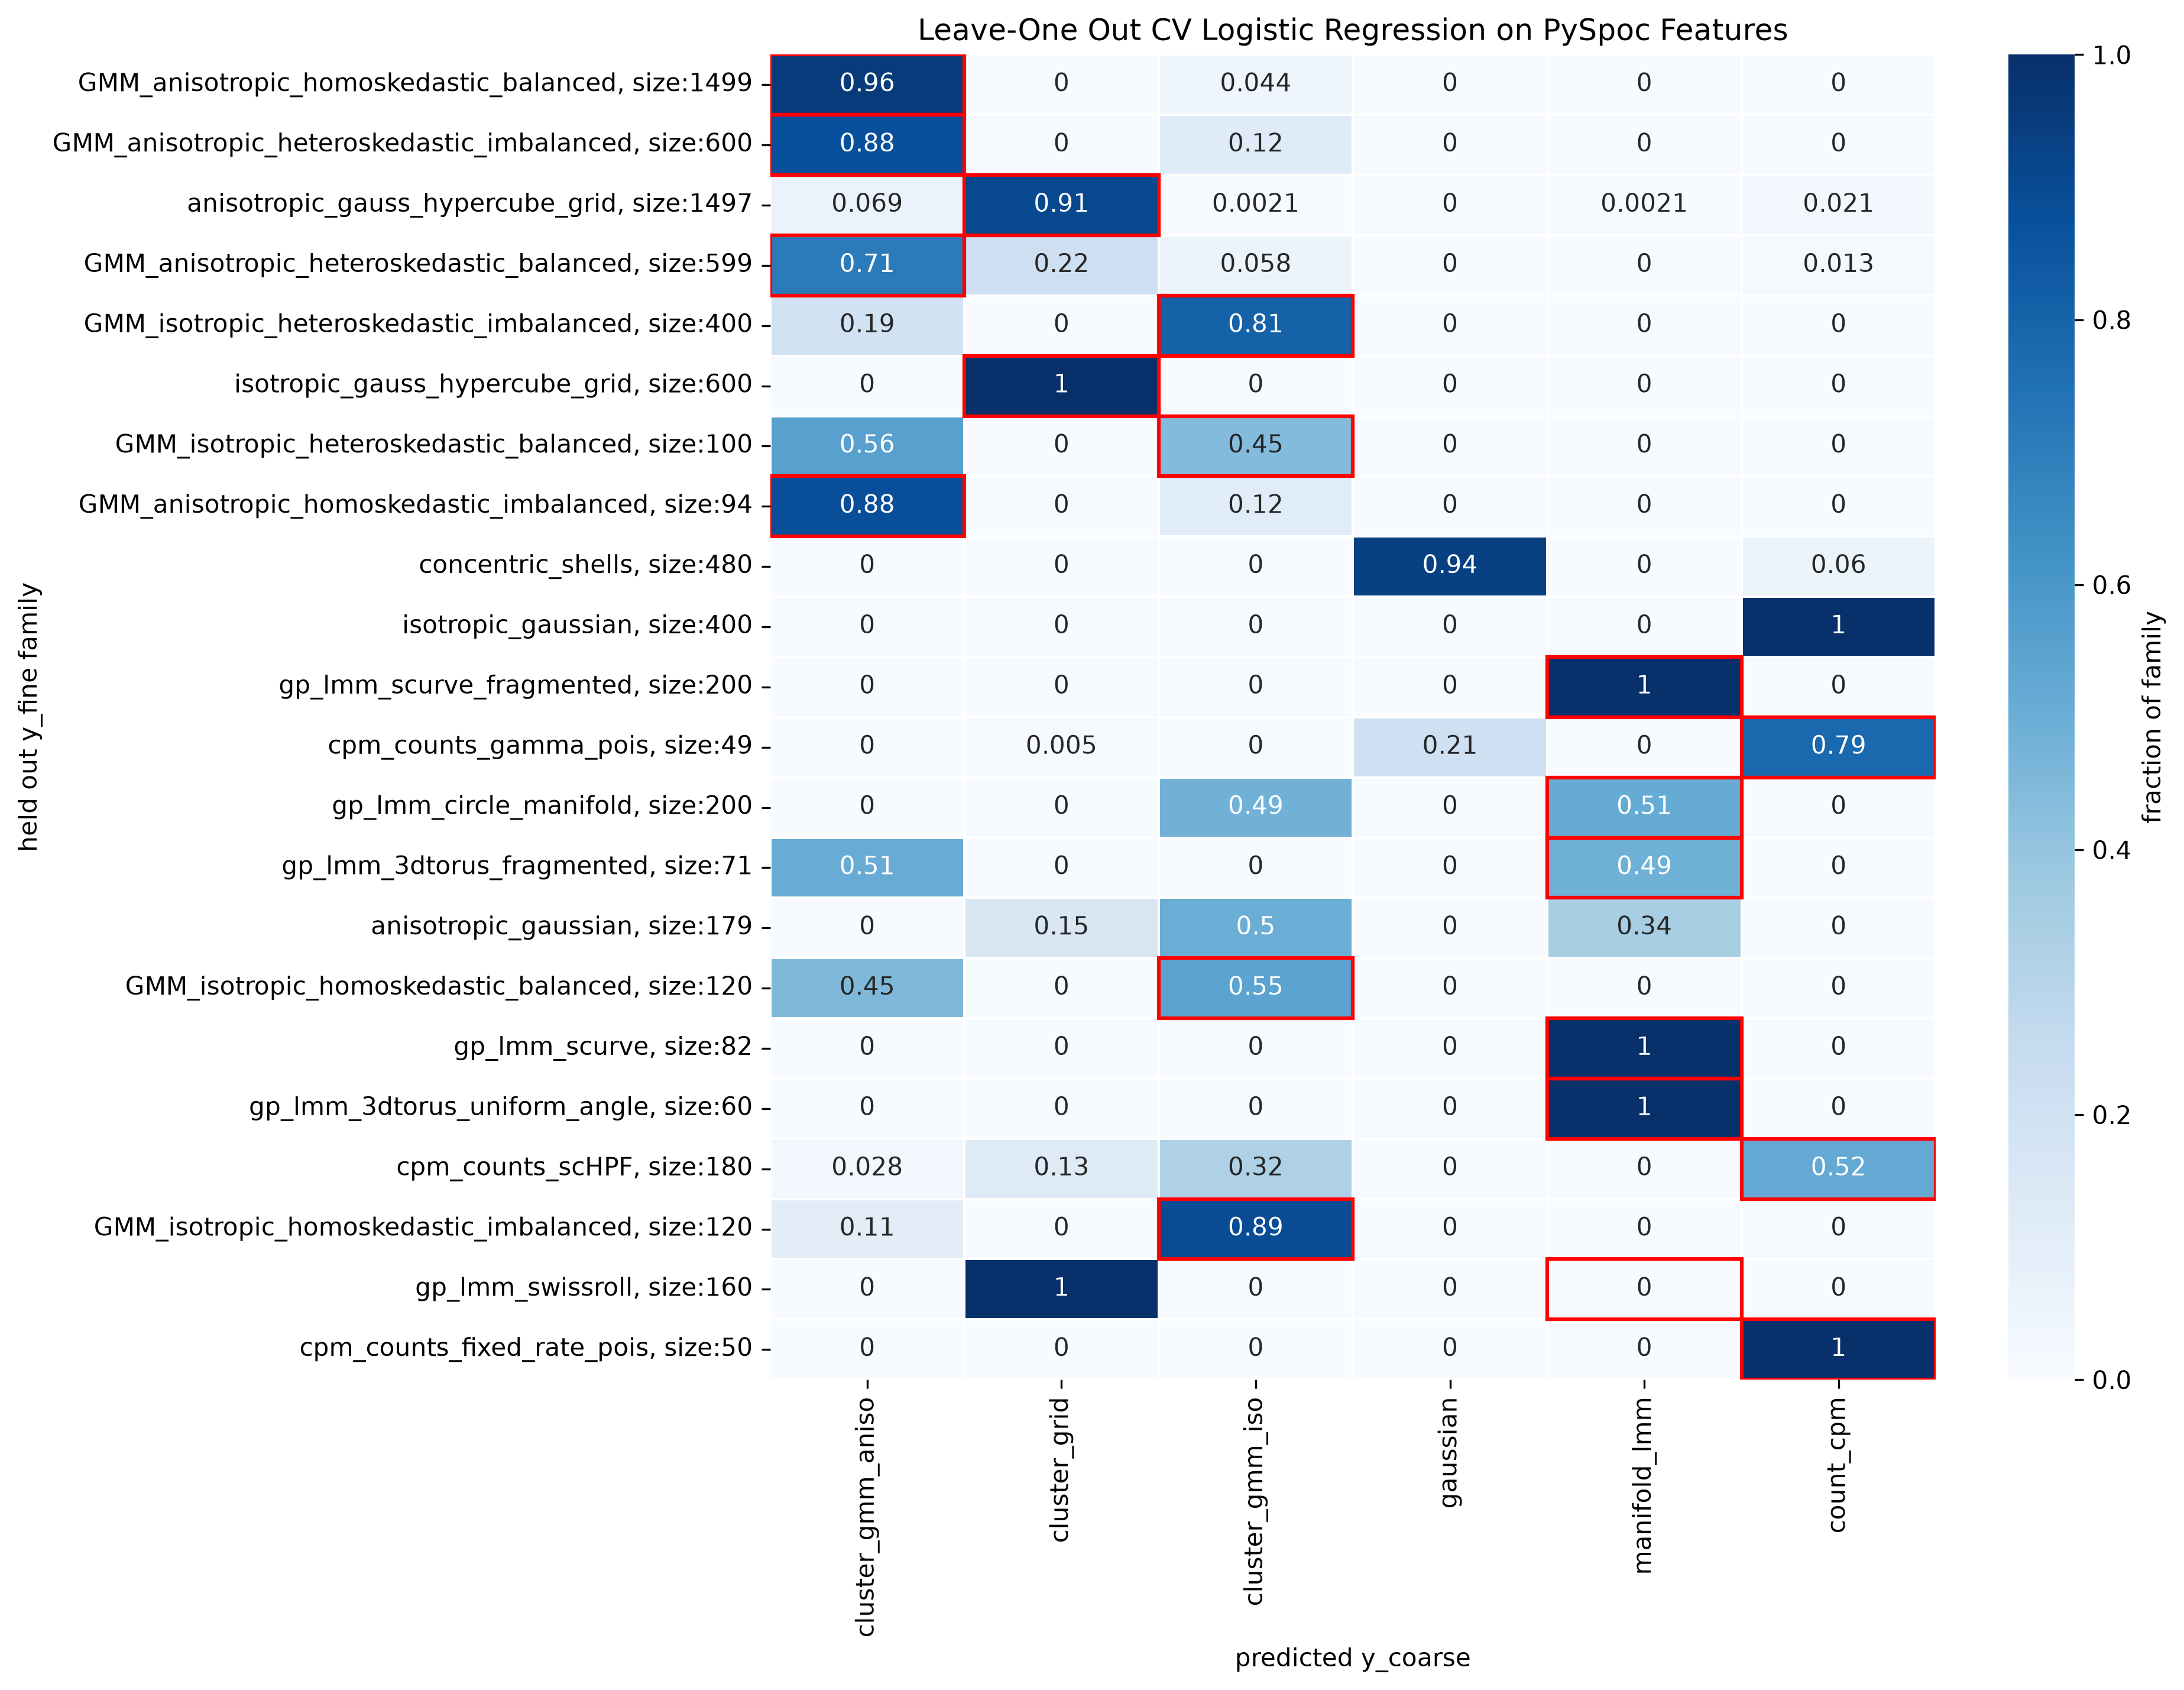 Leave-One Out CV Logistic Regression on PySpoc Features
GMM_anisotropic_homoskedastic_balanced, size:1499 0.96 0 0.044 0 0 0
GMM_anisotropic_heteroskedastic_imbalanced, size:600 0.88 0 0.12 0 0 0
anisotropic_gauss_hypercube_grid, size:1497 0.069 0.91 0.0021 0 0.0021 0.021
GMM_anisotropic_heteroskedastic_balanced, size:599 0.71 0.22 0.058 0 0 0.013
GMM_isotropic_heteroskedastic_imbalanced, size:400 0.19 0 0.81 0 0 0
isotropic_gauss_hypercube_grid, size:600 0 1 0 0 0 0
GMM_isotropic_heteroskedastic_balanced, size:100 0.56 0 0.45 0 0 0
GMM_anisotropic_homoskedastic_imbalanced, size:94 0.88 0 0.12 0 0 0
concentric_shells, size:480 0 0 0 0.94 0 0.06
isotropic_gaussian, size:400 0 0 0 0 0 1
gp_lmm_scurve_fragmented, size:200 0 0 0 0 1 0
cpm_counts_gamma_pois, size:49 0 0.005 0 0.21 0 0.79
gp_lmm_circle_manifold, size:200 0 0 0.49 0 0.51 0
gp_lmm_3dtorus_fragmented, size:71 0.51 0 0 0 0.49 0
anisotropic_gaussian, size:179 0 0.15 0.5 0 0.34 0
GMM_isotropic_homoskedastic_balanced, size:120 0.45 0 0.55 0 0 0
gp_lmm_scurve, size:82 0 0 0 0 1 0
gp_lmm_3dtorus_uniform_angle, size:60 0 0 0 0 1 0
cpm_counts_scHPF, size:180 0.028 0.13 0.32 0 0 0.52
GMM_isotropic_homoskedastic_imbalanced, size:120 0.11 0 0.89 0 0 0
gp_lmm_swissroll, size:160 0 1 0 0 0 0
cpm_counts_fixed_rate_pois, size:50 0 0 0 0 0 1
held out y_fine family
cluster_gmm_aniso
cluster_grid
cluster_gmm_iso
gaussian
manifold_lmm
count_cpm
predicted y_coarse
1.0
0.8
0.6
0.4
0.2
0.0
fraction of family